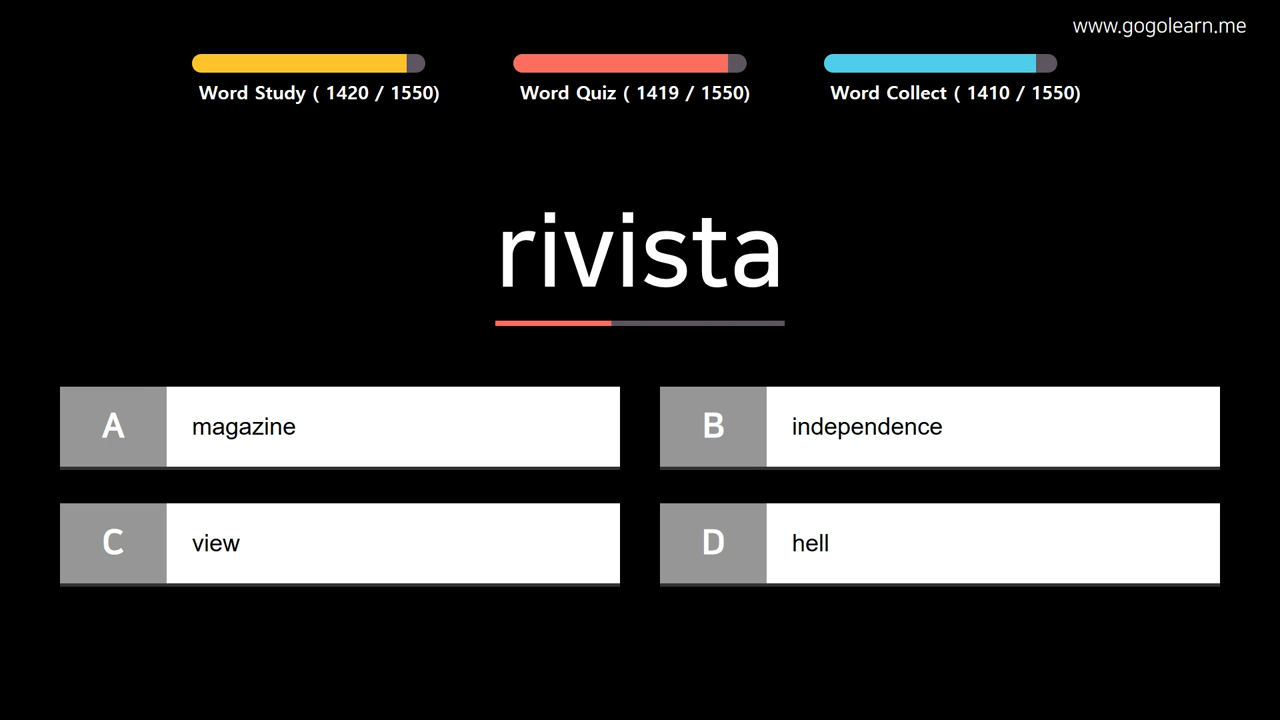 www.gogolearn.me
Word Study ( 1420 / 1550)
Word Quiz ( 1419 / 1550)
Word Collect ( 1410 / 1550)
rivista
A magazine
B independence
C view
D hell